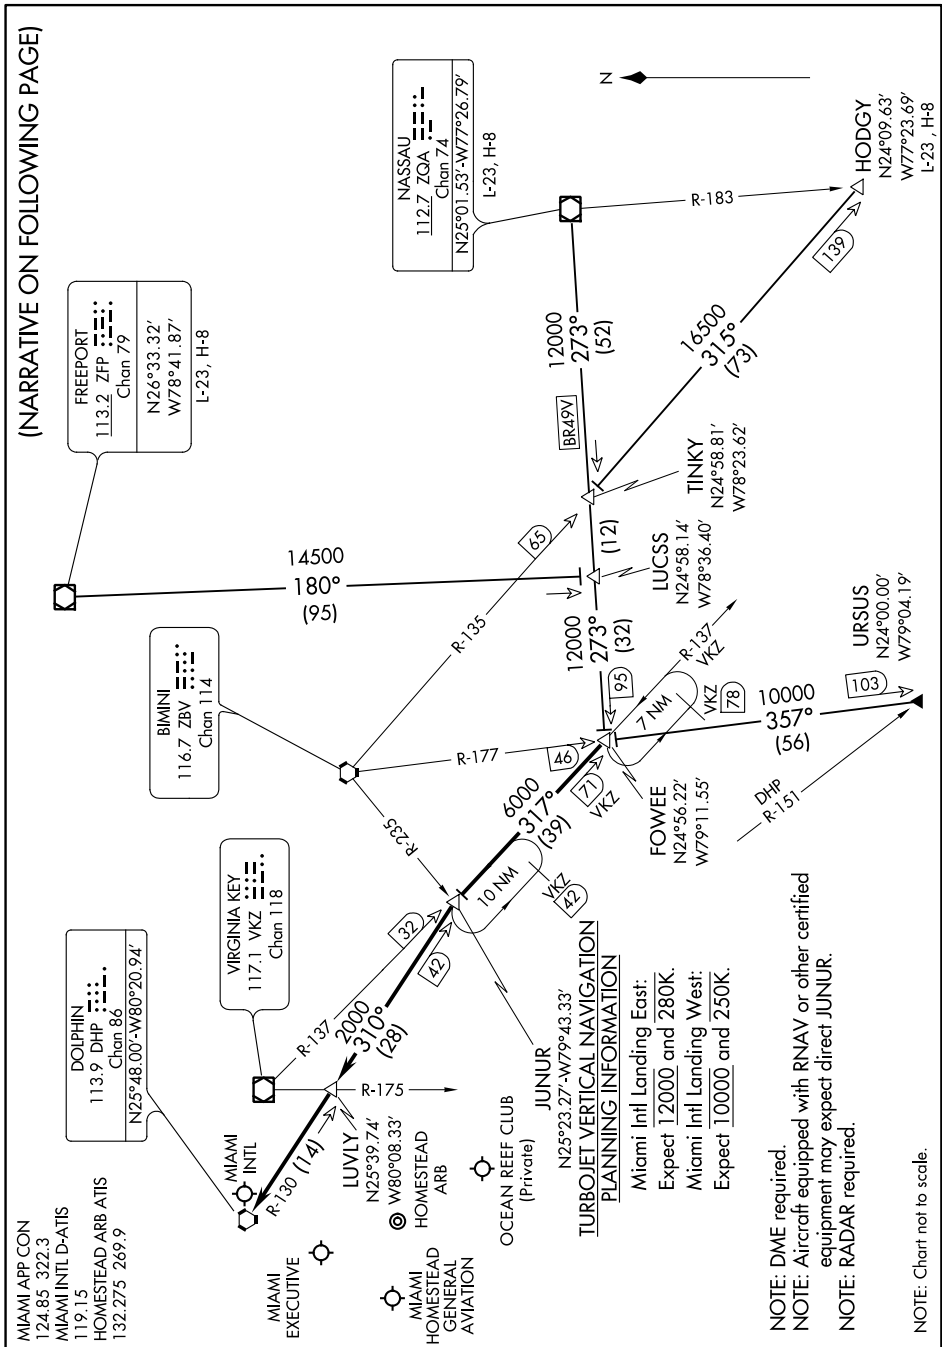 (NARRATIVE ON FOLLOWING PAGE)
MIAMI APP CON
124.85 322.3
MIAMI INTL D-ATIS
119.15
HOMESTEAD ARB ATIS
132.275 269.9
DOLPHIN
113.9 DHP
Chan 86
N25°48.00′-W80°20.94′
VIRGINIA KEY
117.1 VKZ
Chan 118
BIMINI
116.7 ZBV
Chan 114
FREEPORT
113.2 ZFP
Chan 79
N26°33.32′
W78°41.87′
L-23, H-8
NASSAU
112.7 ZQA
Chan 74
N25°01.53′-W77°26.79′
L-23, H-8
N
MIAMI
INTL
R-130 (14)
LUVLY
N25°39.74′
W80°08.33′
R-175
R-137
2000
310°
(28)
32
42
R-235
10 NM
VKZ
42
6000
317°
(39)
R-177
46
71
VKZ
R-135
65
14500
180°
(95)
12000
273°
(52)
BR49V
R-183
HODGY
N24°09.63′
W77°23.69′
L-23 , H-8
139
16500
315°
(73)
TINKY
N24°58.81′
W78°23.62′
(12)
LUCSS
N24°58.14′
W78°36.40′
12000
273°
(32)
95
7 NM
R-137
VKZ
VKZ
78
10000
357°
(56)
103
URSUS
N24°00.00′
W79°04.19′
DHP
R-151
FOWEE
N24°56.22′
W79°11.55′
JUNUR
N25°23.27′-W79°43.33′
MIAMI
EXECUTIVE
HOMESTEAD
ARB
MIAMI
HOMESTEAD
GENERAL
AVIATION
OCEAN REEF CLUB
(Private)
TURBOJET VERTICAL NAVIGATION
PLANNING INFORMATION
Miami Intl Landing East:
Expect 12000 and 280K.
Miami Intl Landing West:
Expect 10000 and 250K.
NOTE: DME required.
NOTE: Aircraft equipped with RNAV or other certified
equipment may expect direct JUNUR.
NOTE: RADAR required.
NOTE: Chart not to scale.